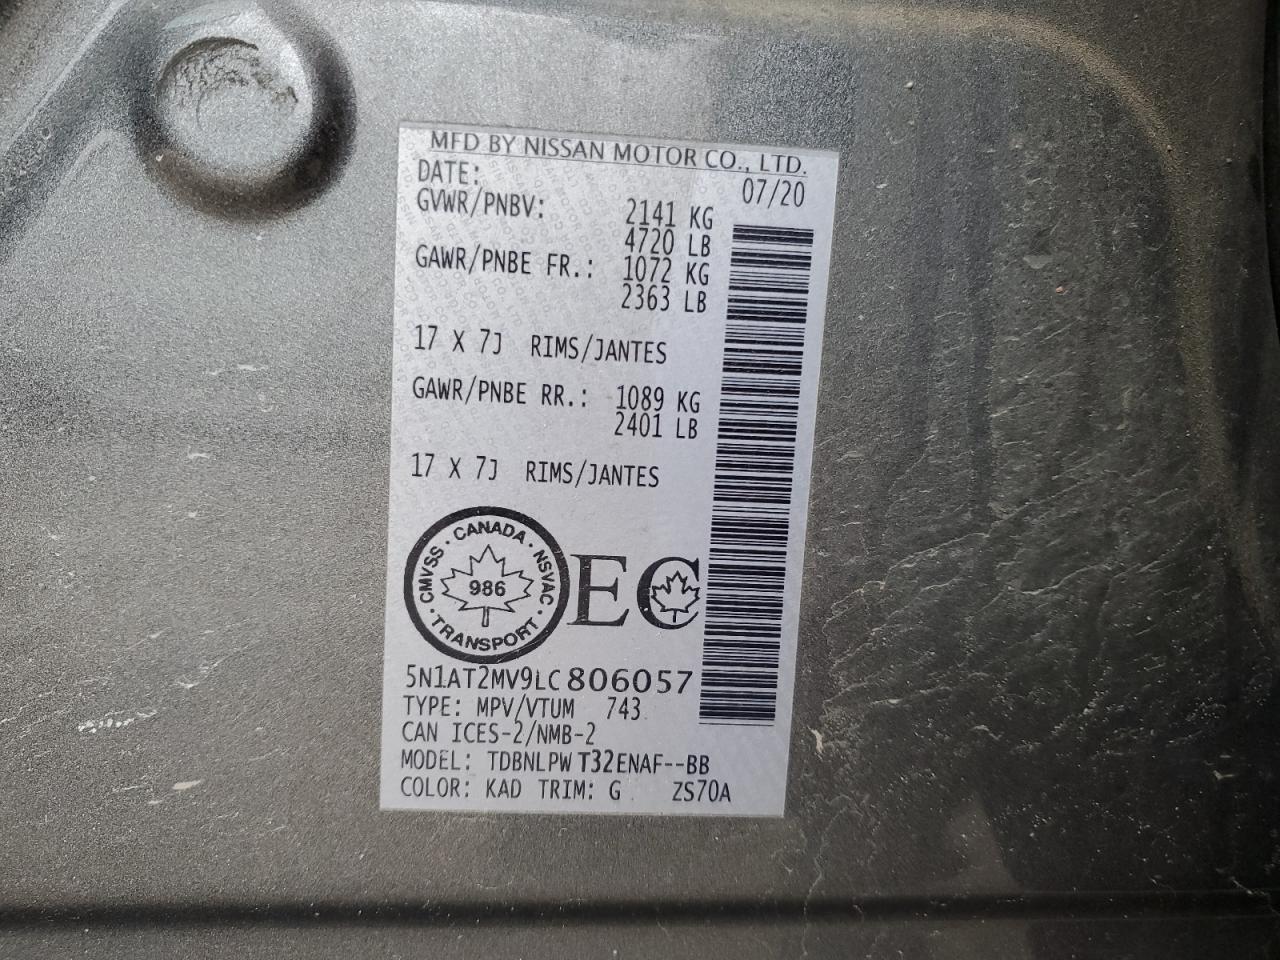 MFD BY NISSAN MOTOR CO., LTD.
DATE: 07/20
GVWR/PNBV: 2141 KG
4720 LB
GAWR/PNBE FR.: 1072 KG
2363 LB
17 X 7J RIMS/JANTES
GAWR/PNBE RR.: 1089 KG
2401 LB
17 X 7J RIMS/JANTES
CMVSS · CANADA · NSVAC · TRANSPORT ·
986
EC
5N1AT2MV9LC806057
TYPE: MPV/VTUM 743
CAN ICES-2/NMB-2
MODEL: TDBNLPW T32ENAF--BB
COLOR: KAD TRIM: G ZS70A